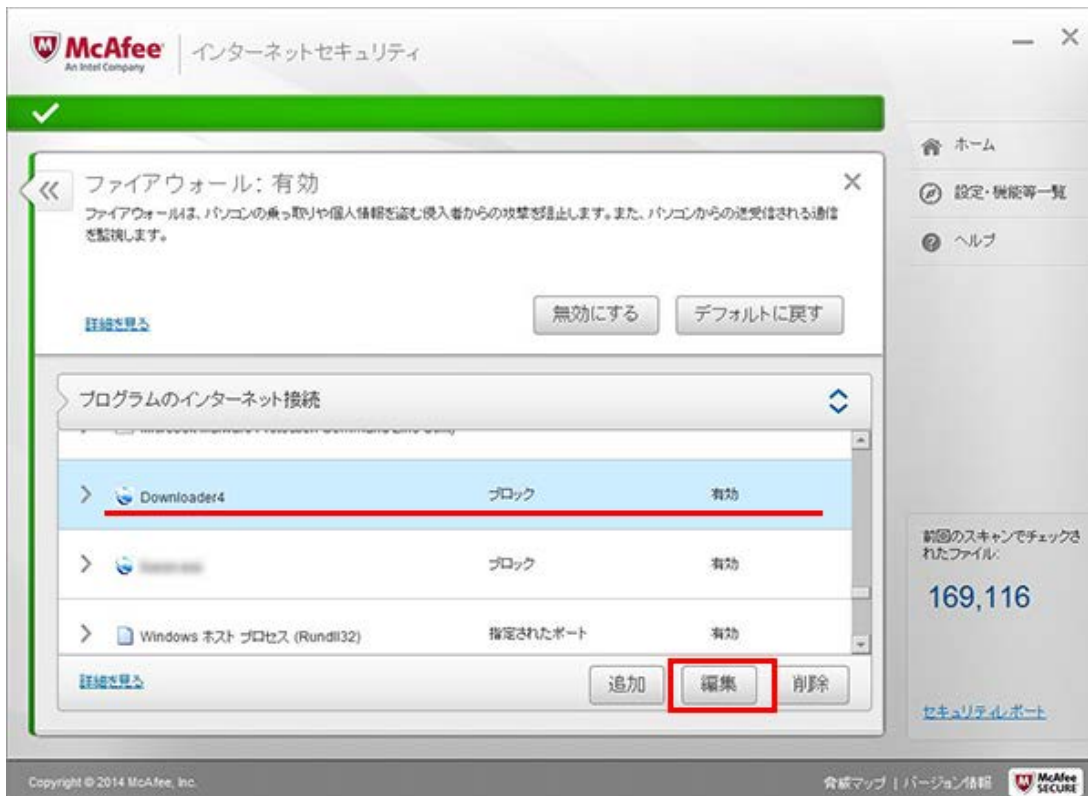 McAfee
An Intel Company
インターネットセキュリティ
ホーム
設定・機能等一覧
ヘルプ
ファイアウォール: 有効
ファイアウォールは、パソコンの乗っ取りや個人情報を盗む侵入者からの攻撃を阻止します。また、パソコンからの送受信される通信
を監視します。
詳細を見る
無効にする
デフォルトに戻す
プログラムのインターネット接続
Downloader4 ブロック 有効
ブロック 有効
Windows ホスト プロセス (Rundll32) 指定されたポート 有効
詳細を見る
追加
編集
削除
前回のスキャンでチェックさ
れたファイル:
169,116
セキュリティレポート
Copyright © 2014 McAfee, Inc.
脅威マップ | バージョン情報
McAfee
SECURE